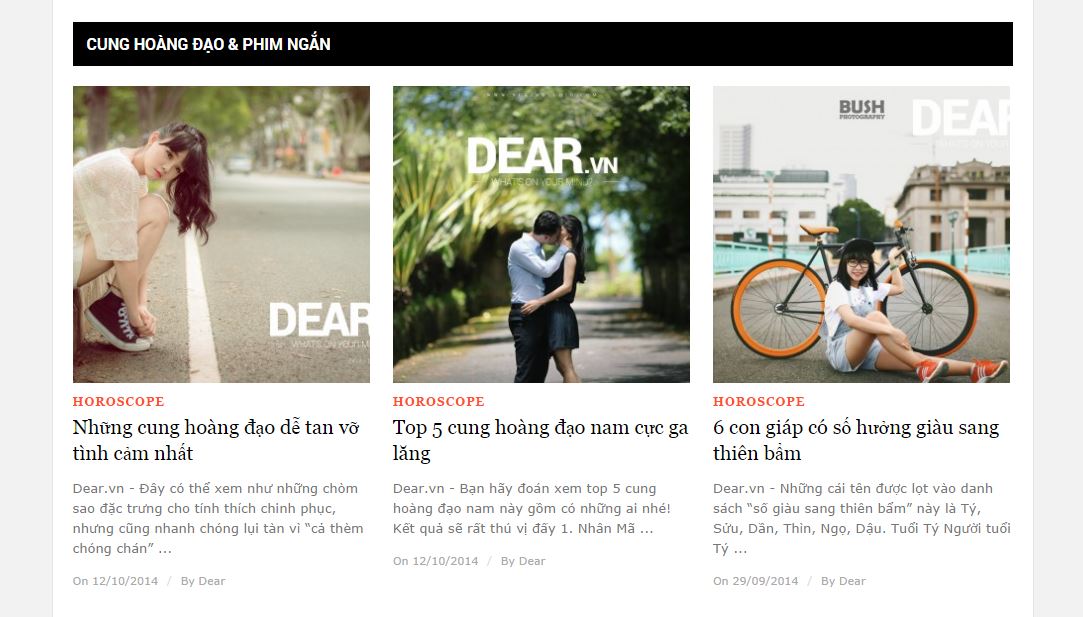 CUNG HOÀNG ĐẠO & PHIM NGẮN
DEAR
WHAT'S ON YOUR MIN
DEAR.VN
WHAT'S ON YOUR MIND?
BUSH
PHOTOGRAPHY
DEAR
HOROSCOPE
Những cung hoàng đạo dễ tan vỡ
tình cảm nhất
Dear.vn - Đây có thể xem như những chòm
sao đặc trưng cho tính thích chinh phục,
nhưng cũng nhanh chóng lụi tàn vì “cả thèm
chóng chán” ...
On 12/10/2014 / By Dear
HOROSCOPE
Top 5 cung hoàng đạo nam cực ga
lăng
Dear.vn - Bạn hãy đoán xem top 5 cung
hoàng đạo nam này gồm có những ai nhé!
Kết quả sẽ rất thú vị đấy 1. Nhân Mã ...
On 12/10/2014 / By Dear
HOROSCOPE
6 con giáp có số hưởng giàu sang
thiên bẩm
Dear.vn - Những cái tên được lọt vào danh
sách “số giàu sang thiên bẩm” này là Tý,
Sửu, Dần, Thìn, Ngọ, Dậu. Tuổi Tý Người tuổi
Tý ...
On 29/09/2014 / By Dear